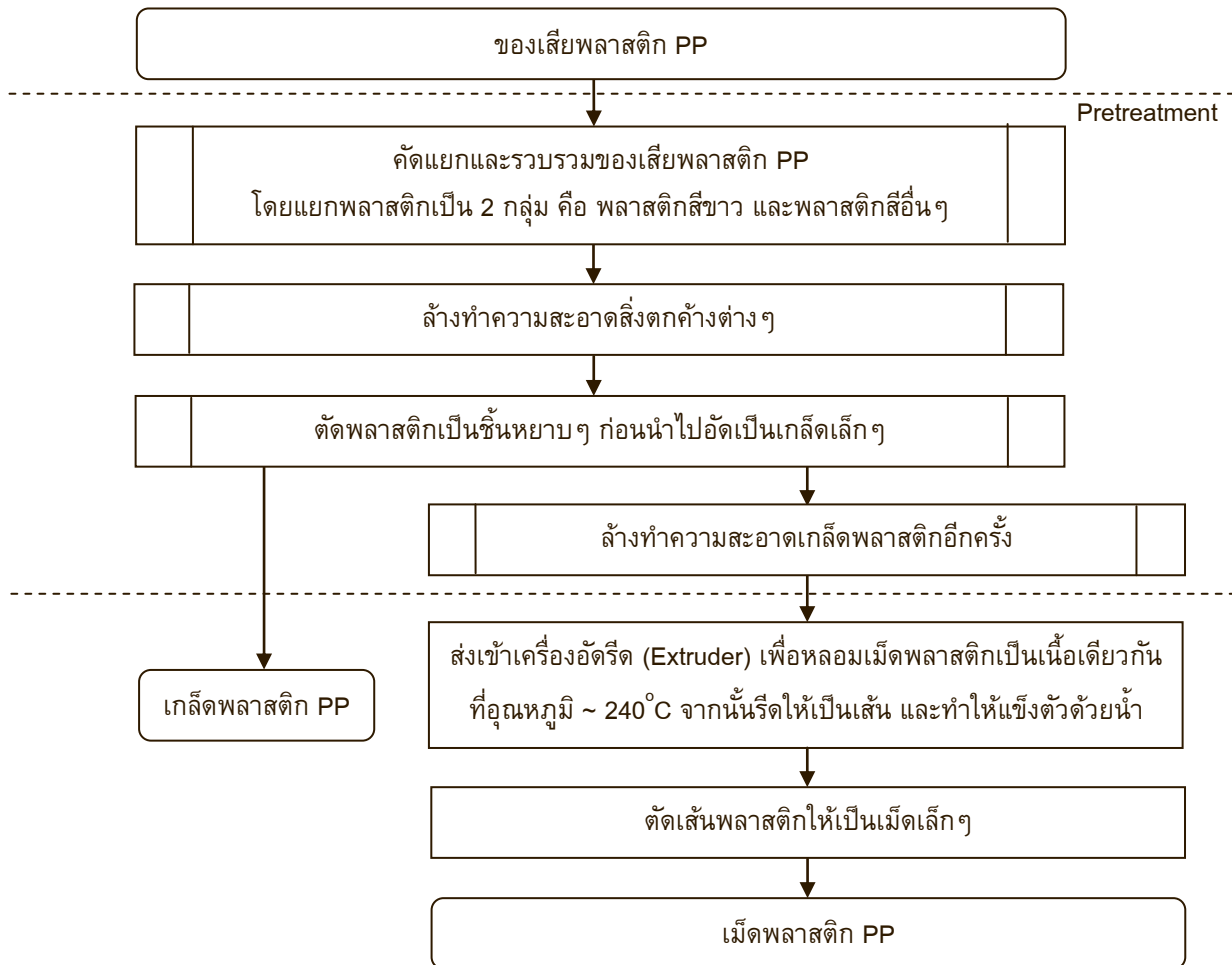 ของเสียพลาสติก PP
Pretreatment
คัดแยกและรวบรวมของเสียพลาสติก PP
โดยแยกพลาสติกเป็น 2 กลุ่ม คือ พลาสติกสีขาว และพลาสติกสีอื่นๆ
ล้างทำความสะอาดสิ่งตกค้างต่างๆ
ตัดพลาสติกเป็นชิ้นหยาบๆ ก่อนนำไปอัดเป็นเกล็ดเล็กๆ
ล้างทำความสะอาดเกล็ดพลาสติกอีกครั้ง
ส่งเข้าเครื่องอัดรีด (Extruder) เพื่อหลอมเม็ดพลาสติกเป็นเนื้อเดียวกัน
ที่อุณหภูมิ ~ 240°C จากนั้นรีดให้เป็นเส้น และทำให้แข็งตัวด้วยน้ำ
เกล็ดพลาสติก PP
ตัดเส้นพลาสติกให้เป็นเม็ดเล็กๆ
เม็ดพลาสติก PP